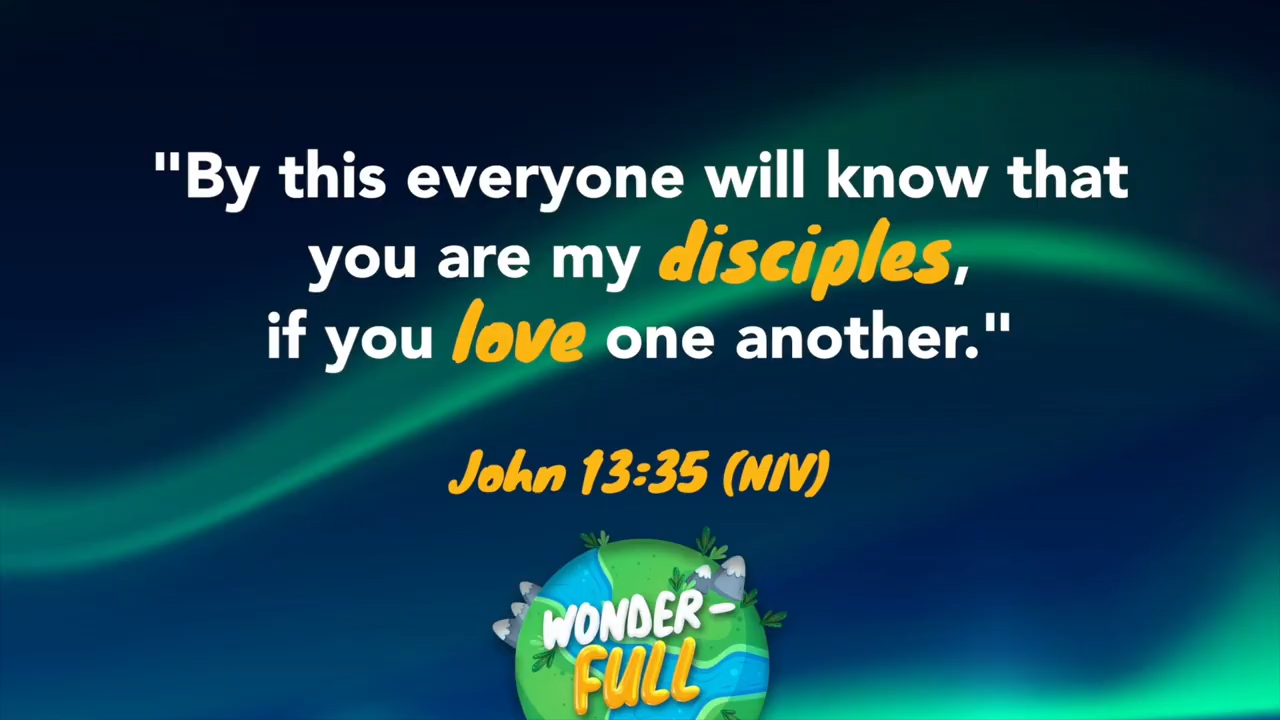 "By this everyone will know that
you are my disciples,
if you love one another."
John 13:35 (NIV)
WONDER-
FULL